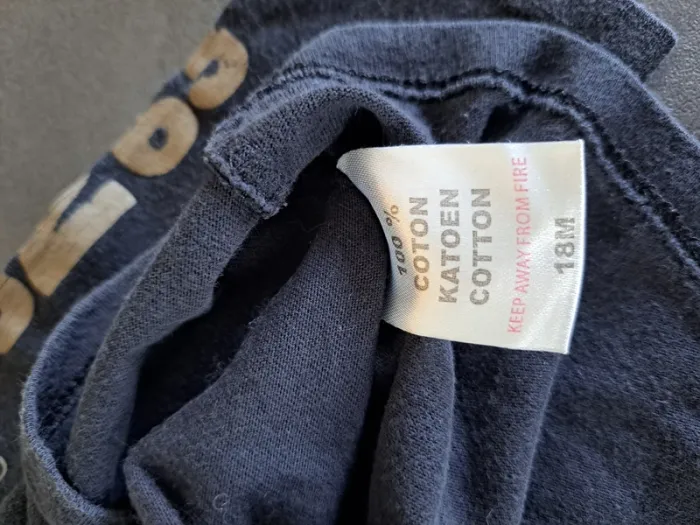 100 %
COTON
KATOEN
COTTON
KEEP AWAY FROM FIRE
18M